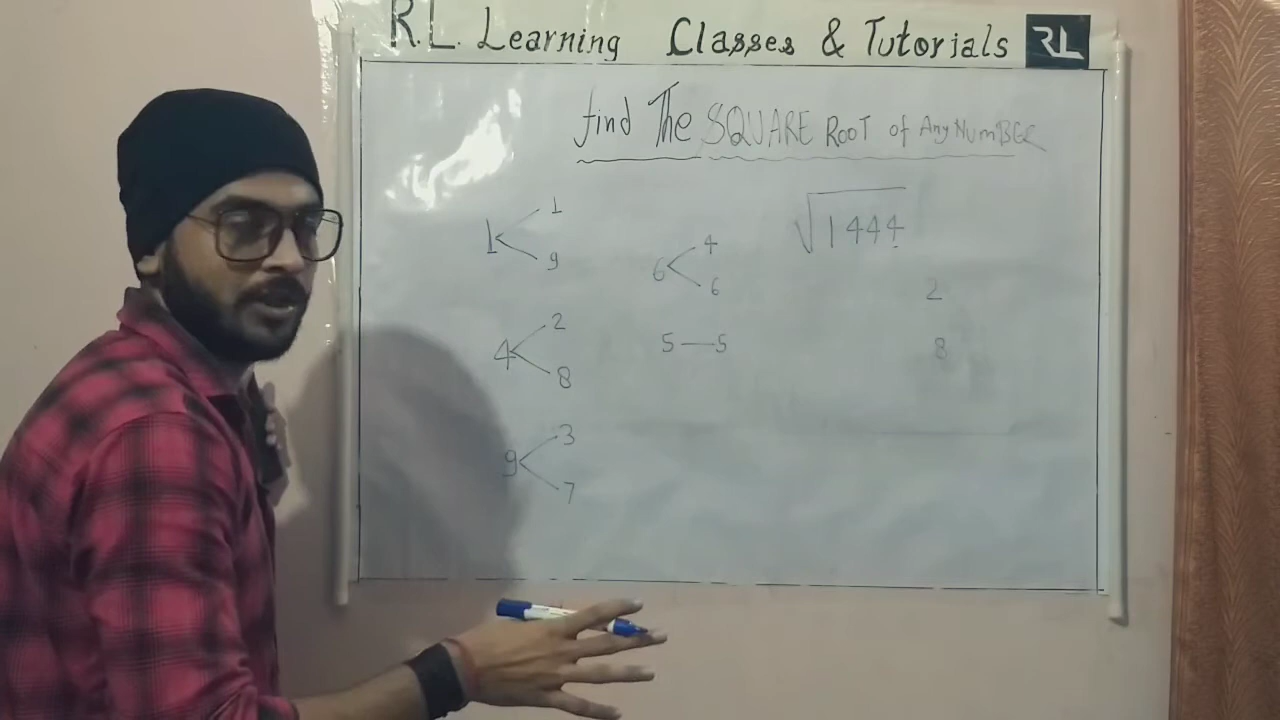 R.L. Learning Classes & Tutorials RL
find The SQUARE ROOT of Any NumBER
1 1 9
4 2 8
9 3 7
6 4 6
5 — 5
√1444
2
8